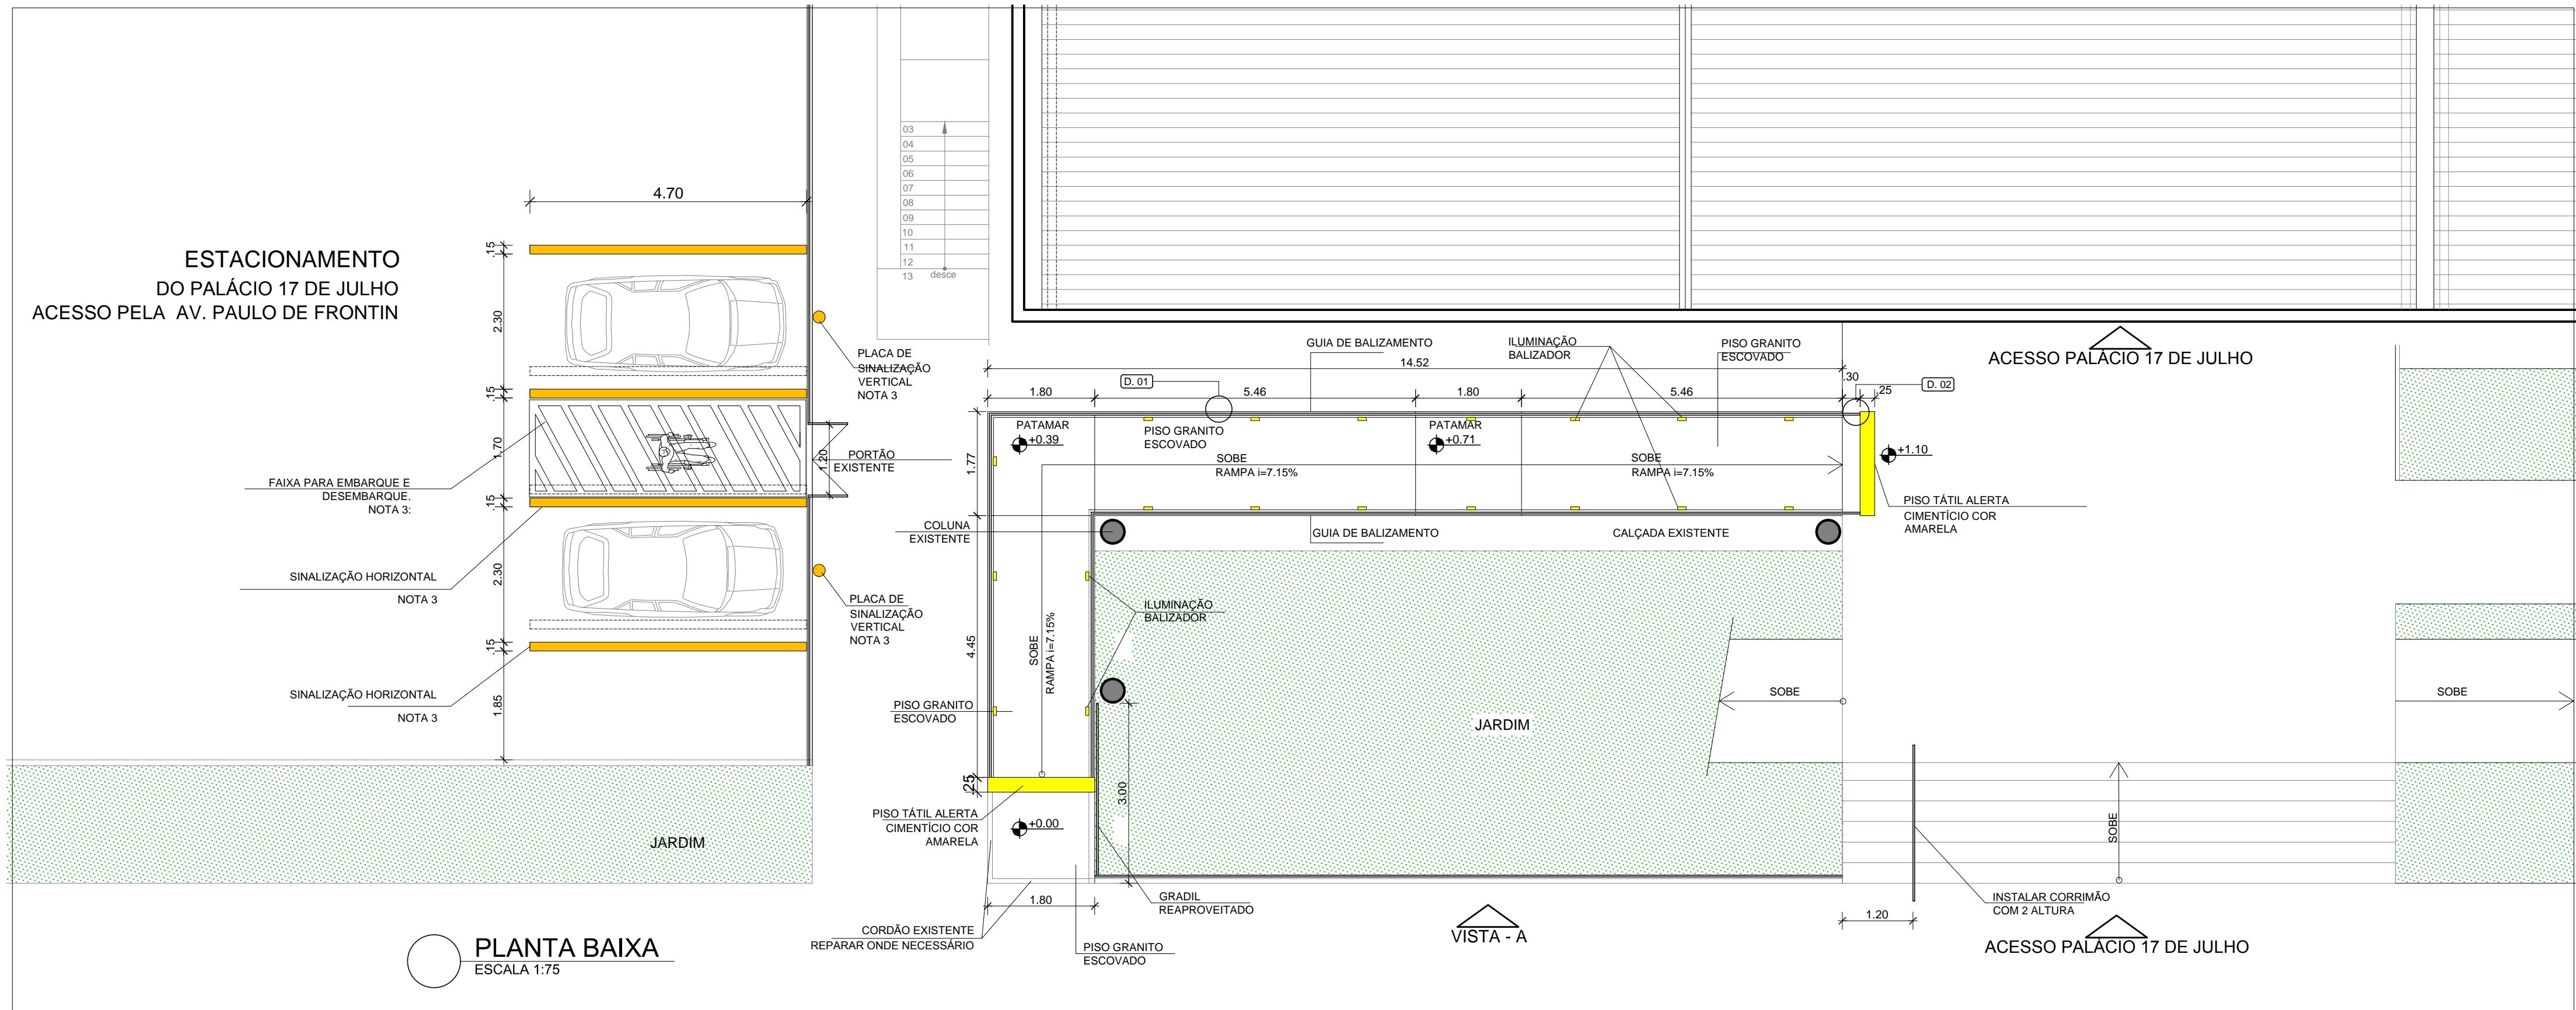 4.70
.15
ESTACIONAMENTO
DO PALÁCIO 17 DE JULHO
ACESSO PELA AV. PAULO DE FRONTIN
2.30
.15
1.70
.15
2.30
.15
1.85
FAIXA PARA EMBARQUE E
DESEMBARQUE.
NOTA 3:
SINALIZAÇÃO HORIZONTAL
NOTA 3
SINALIZAÇÃO HORIZONTAL
NOTA 3
PLACA DE
SINALIZAÇÃO
VERTICAL
NOTA 3
1.20
PORTÃO
EXISTENTE
PLACA DE
SINALIZAÇÃO
VERTICAL
NOTA 3
JARDIM
03
04
05
06
07
08
09
10
11
12
13
desce
GUIA DE BALIZAMENTO
ILUMINAÇÃO
BALIZADOR
PISO GRANITO
ESCOVADO
14.52
D. 01
1.80
5.46
1.80
5.46
.30
.25
D. 02
ACESSO PALÁCIO 17 DE JULHO
PATAMAR
+0.39
PISO GRANITO
ESCOVADO
PATAMAR
+0.71
+1.10
SOBE
RAMPA i=7.15%
SOBE
RAMPA i=7.15%
1.77
PISO TÁTIL ALERTA
CIMENTÍCIO COR
AMARELA
COLUNA
EXISTENTE
GUIA DE BALIZAMENTO
CALÇADA EXISTENTE
ILUMINAÇÃO
BALIZADOR
4.45
SOBE
RAMPA i=7.15%
PISO GRANITO
ESCOVADO
JARDIM
SOBE
SOBE
.25
3.00
PISO TÁTIL ALERTA
CIMENTÍCIO COR
AMARELA
+0.00
SOBE
1.80
GRADIL
REAPROVEITADO
CORDÃO EXISTENTE
REPARAR ONDE NECESSÁRIO
PISO GRANITO
ESCOVADO
VISTA - A
1.20
INSTALAR CORRIMÃO
COM 2 ALTURA
ACESSO PALÁCIO 17 DE JULHO
PLANTA BAIXA
ESCALA 1:75